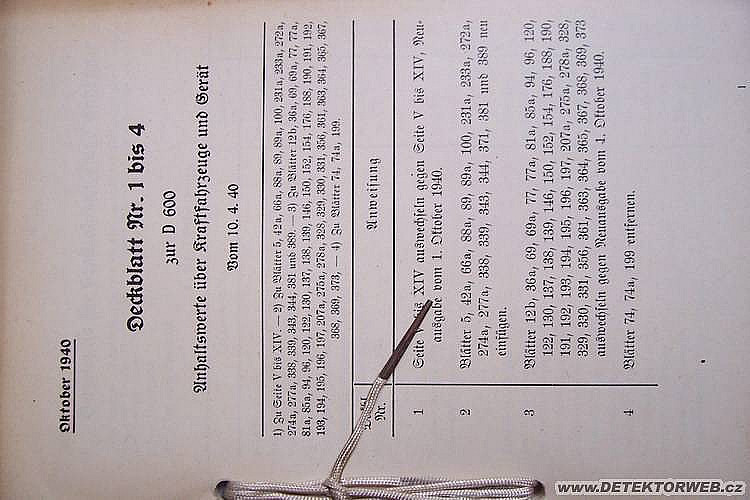 Oktober 1940
Deckblatt Nr. 1 bis 4
zur D 600
Anhaltswerte über Kraftfahrzeuge und Gerät
Vom 10. 4. 40
1) Zu Seite V bis XIV. — 2) Zu Blätter 5, 42a, 66a, 88a, 89, 89a, 100, 231a, 233a, 272a,
274a, 277a, 338, 339, 343, 344, 381 und 389. — 3) Zu Blätter 12b, 36a, 69, 69a, 77, 77a,
81a, 85a, 94, 96, 120, 122, 130, 137, 138, 139, 146, 150, 152, 154, 176, 188, 190, 191, 192,
193, 194, 195, 196, 197, 207a, 275a, 278a, 328, 329, 330, 331, 356, 361, 363, 364, 365, 367,
368, 369, 373, — 4) Zu Blätter 74, 74a, 199.
Nr. Anweisung
1 Seite V bis XIV auswechseln gegen Seite V bis XIV, Neu-
ausgabe vom 1. Oktober 1940.
2 Blätter 5, 42a, 66a, 88a, 89, 89a, 100, 231a, 233a, 272a,
274a, 277a, 338, 339, 343, 344, 371, 381 und 389 neu
einfügen.
3 Blätter 12b, 36a, 69, 69a, 77, 77a, 81a, 85a, 94, 96, 120,
122, 130, 137, 138, 139, 146, 150, 152, 154, 176, 188, 190,
191, 192, 193, 194, 195, 196, 197, 207a, 275a, 278a, 328,
329, 330, 331, 356, 361, 363, 364, 365, 367, 368, 369, 373
auswechseln gegen Neuausgabe vom 1. Oktober 1940.
4 Blätter 74, 74a, 199 entfernen.
1
www.DETEKTORWEB.cz